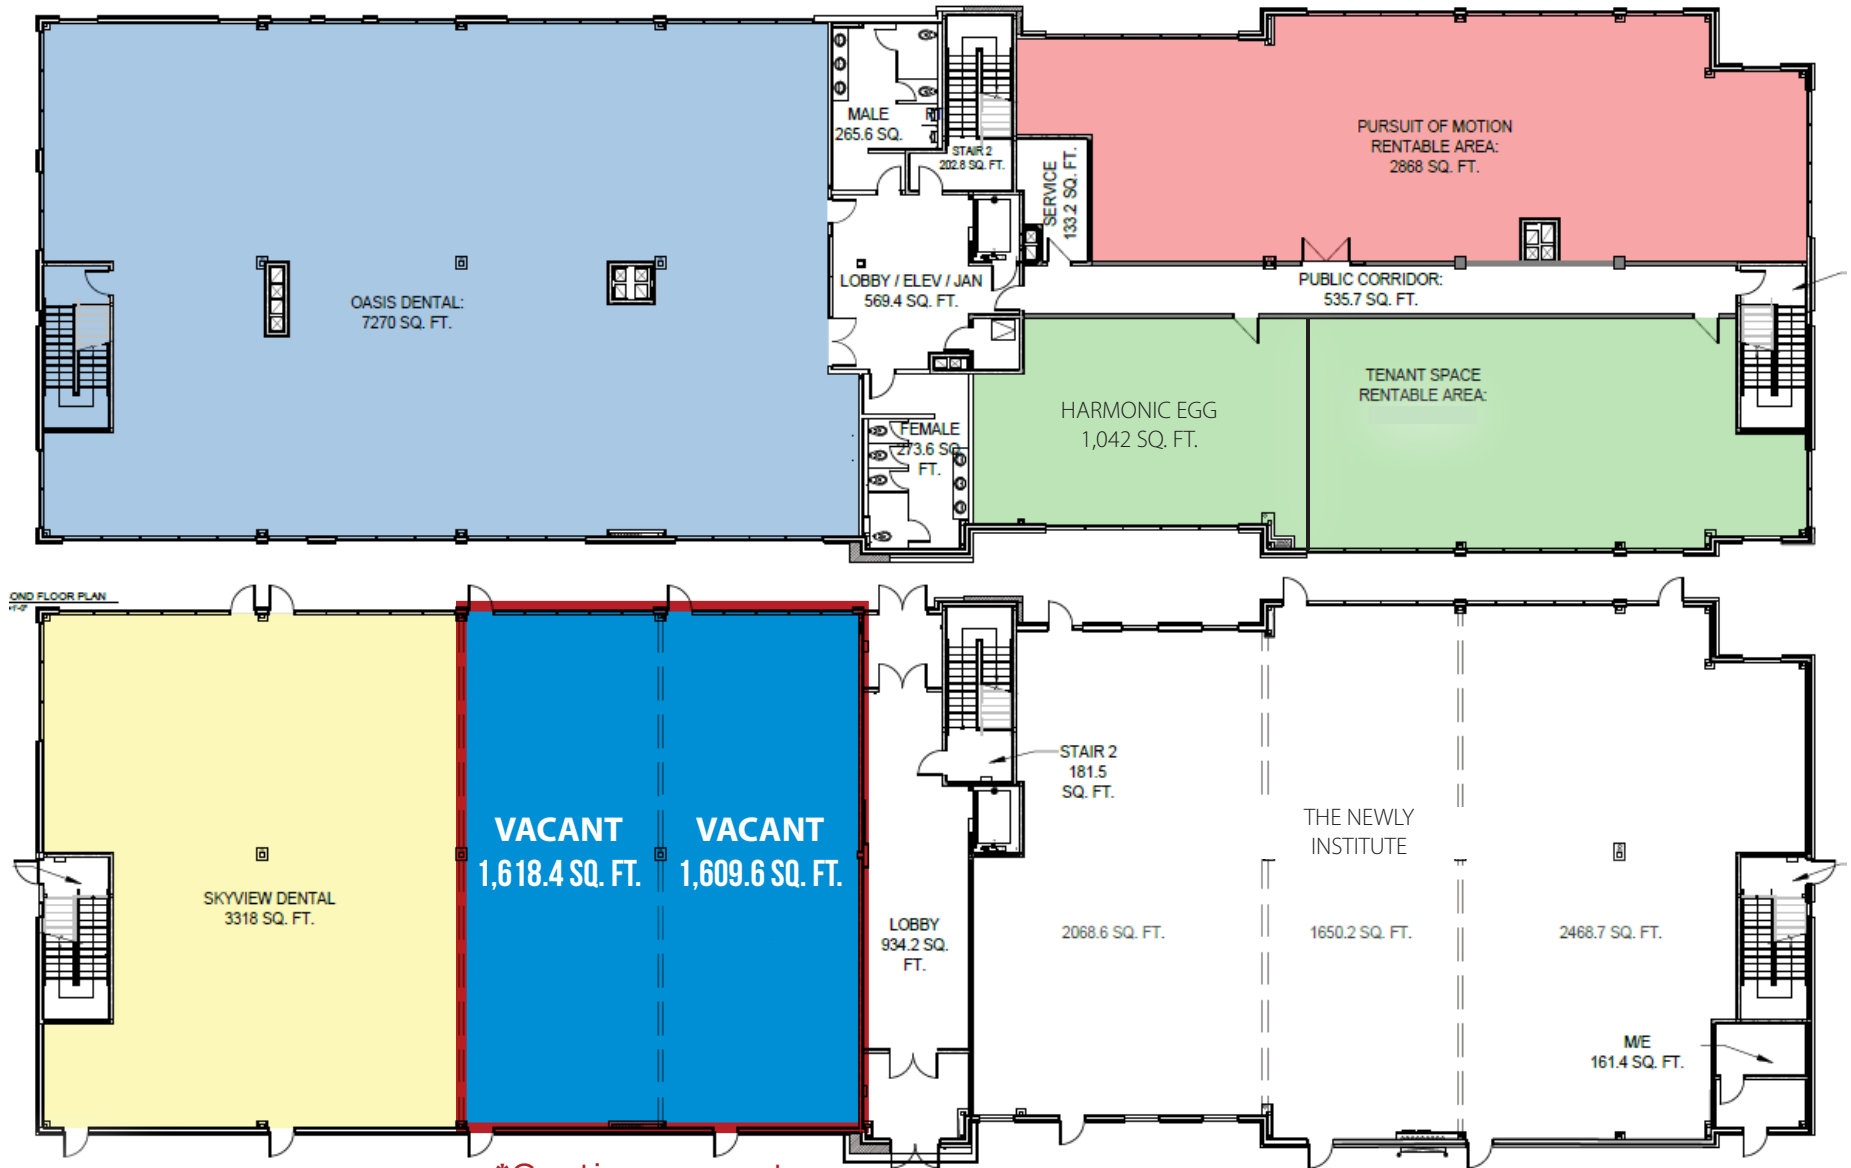 MALE
265.6 SQ.
STAIR 2
202.8 SQ. FT.
SERVICE
133.2 SQ. FT.
PURSUIT OF MOTION
RENTABLE AREA:
2868 SQ. FT.
OASIS DENTAL:
7270 SQ. FT.
LOBBY / ELEV / JAN
569.4 SQ. FT.
PUBLIC CORRIDOR:
535.7 SQ. FT.
HARMONIC EGG
1,042 SQ. FT.
TENANT SPACE
RENTABLE AREA:
FEMALE
273.6 SQ.
FT.
OND FLOOR PLAN
SKYVIEW DENTAL
3318 SQ. FT.
VACANT
1,618.4 SQ. FT.
VACANT
1,609.6 SQ. FT.
LOBBY
934.2 SQ.
FT.
STAIR 2
181.5
SQ. FT.
THE NEWLY
INSTITUTE
2068.6 SQ. FT.
1650.2 SQ. FT.
2468.7 SQ. FT.
M/E
161.4 SQ. FT.